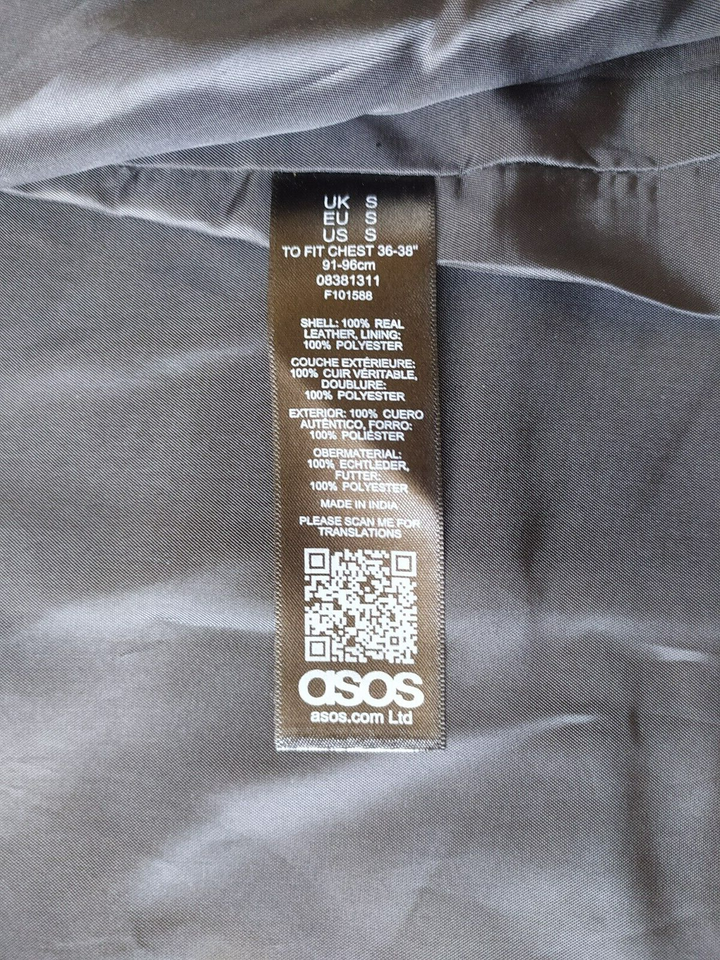 UK S
EU S
US S
TO FIT CHEST 36-38"
91-96cm
08381311
F101588
SHELL: 100% REAL
LEATHER, LINING:
100% POLYESTER
COUCHE EXTÉRIEURE:
100% CUIR VÉRITABLE,
DOUBLURE:
100% POLYESTER
EXTERIOR: 100% CUERO
AUTÉNTICO, FORRO:
100% POLIÉSTER
OBERMATERIAL:
100% ECHTLEDER,
FUTTER:
100% POLYESTER
MADE IN INDIA
PLEASE SCAN ME FOR
TRANSLATIONS
asos
asos.com Ltd